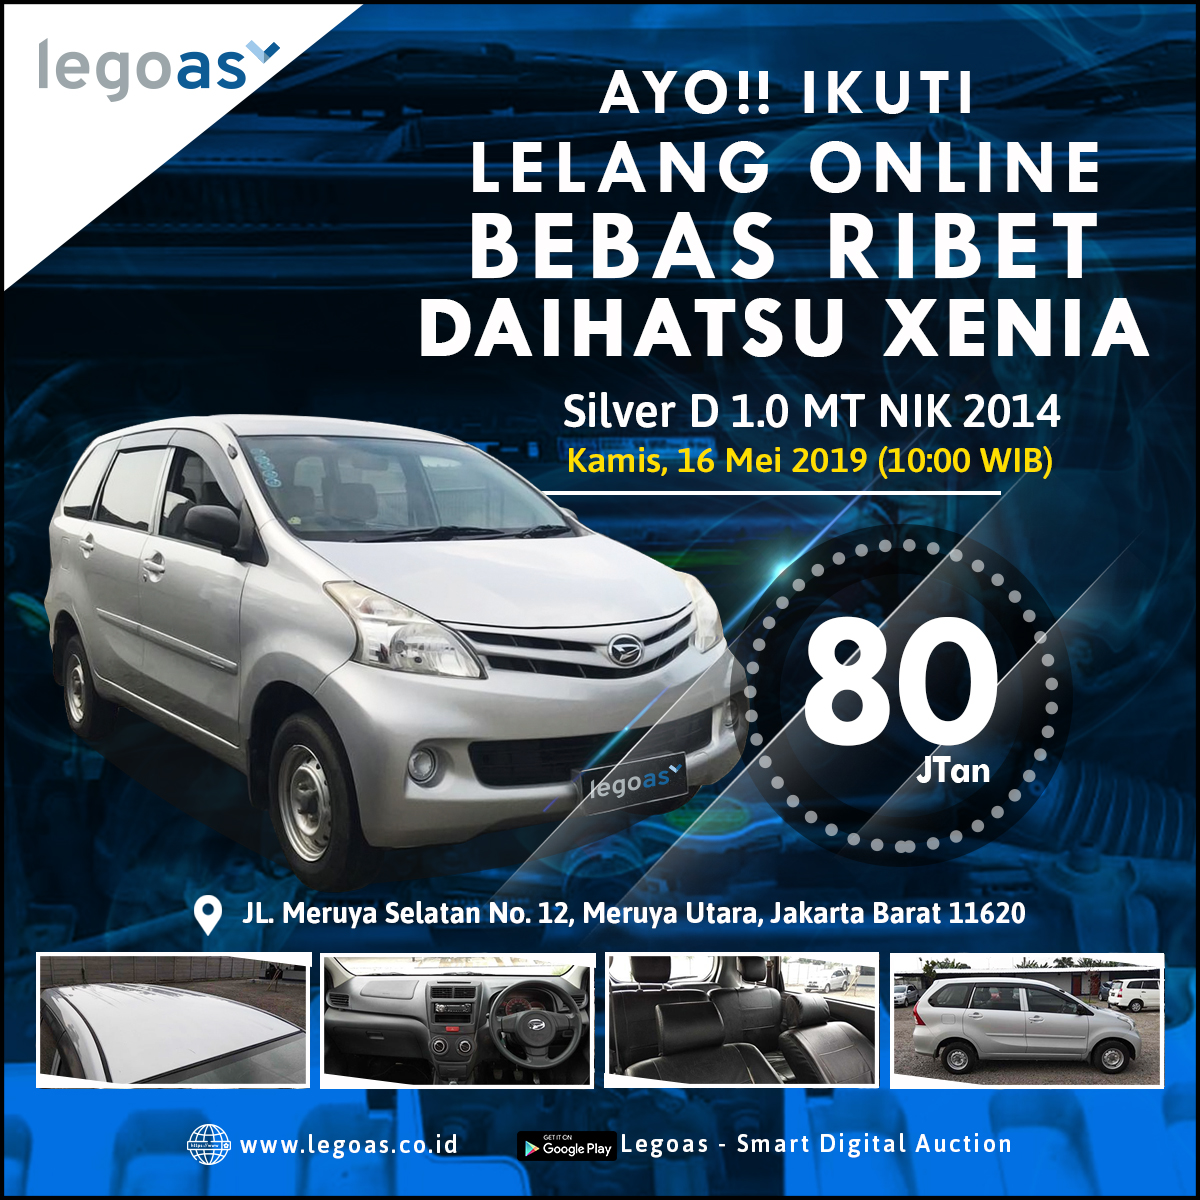 legoas
AYO!! IKUTI
LELANG ONLINE
BEBAS RIBET
DAIHATSU XENIA
Silver D 1.0 MT NIK 2014
Kamis, 16 Mei 2019 (10:00 WIB)
80
JTan
legoas
JL. Meruya Selatan No. 12, Meruya Utara, Jakarta Barat 11620
www.legoas.co.id
GET IT ON
Google Play
Legoas - Smart Digital Auction